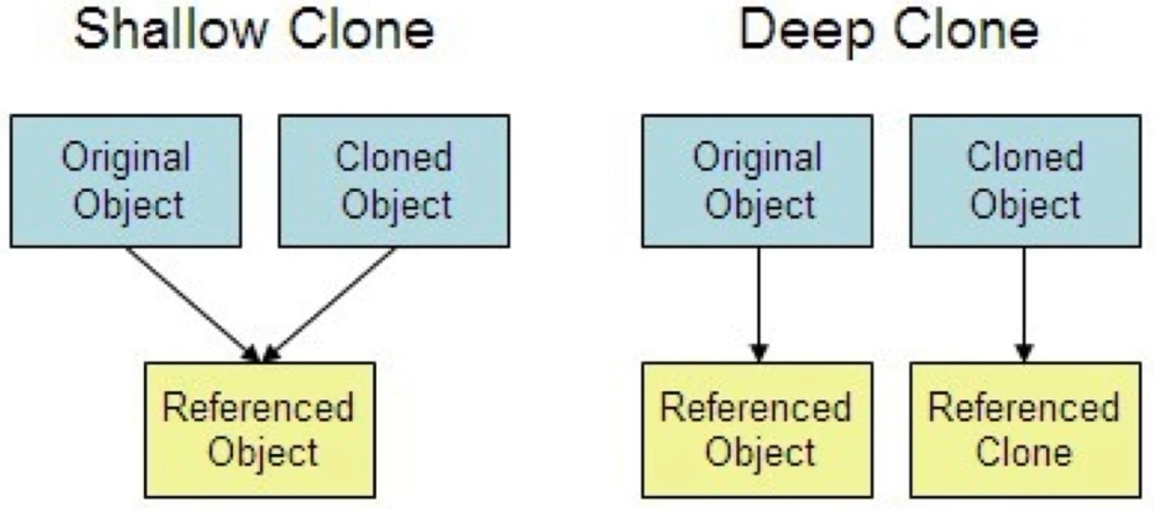 Shallow Clone
Original
Object
Cloned
Object
Referenced
Object
Deep Clone
Original
Object
Cloned
Object
Referenced
Object
Referenced
Clone